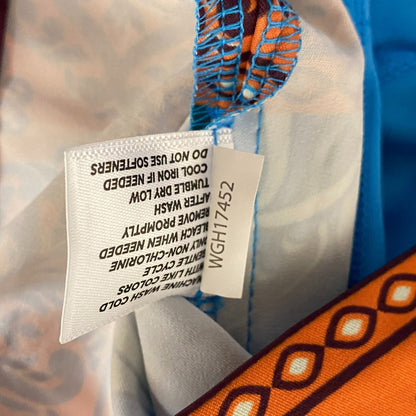 MACHINE WASH COLD
WITH LIKE COLORS
GENTLE CYCLE
ONLY NON-CHLORINE
BLEACH WHEN NEEDED
REMOVE PROMPTLY
AFTER WASH
TUMBLE DRY LOW
COOL IRON IF NEEDED
DO NOT USE SOFTENERS
WGH17452